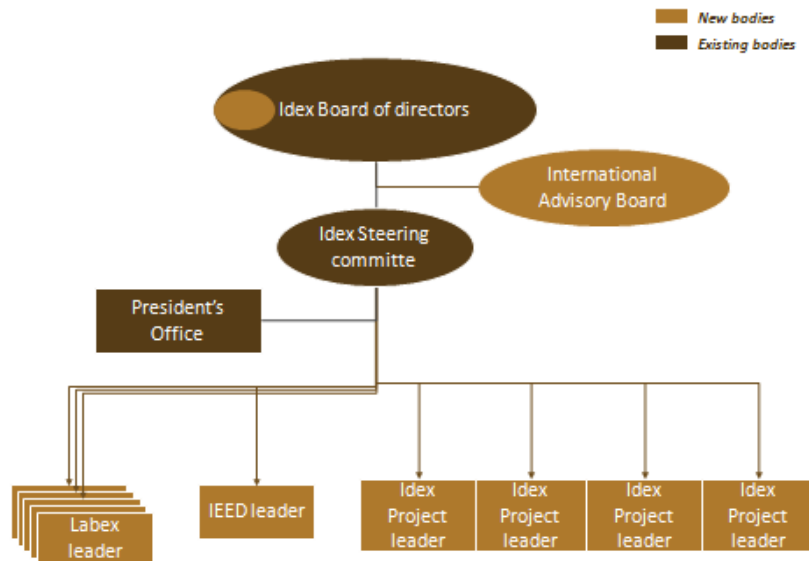 New bodies
Existing bodies
Idex Board of directors
International
Advisory Board
Idex Steering
committe
President's
Office
Labex
leader
IEED leader
Idex
Project
leader
Idex
Project
leader
Idex
Project
leader
Idex
Project
leader